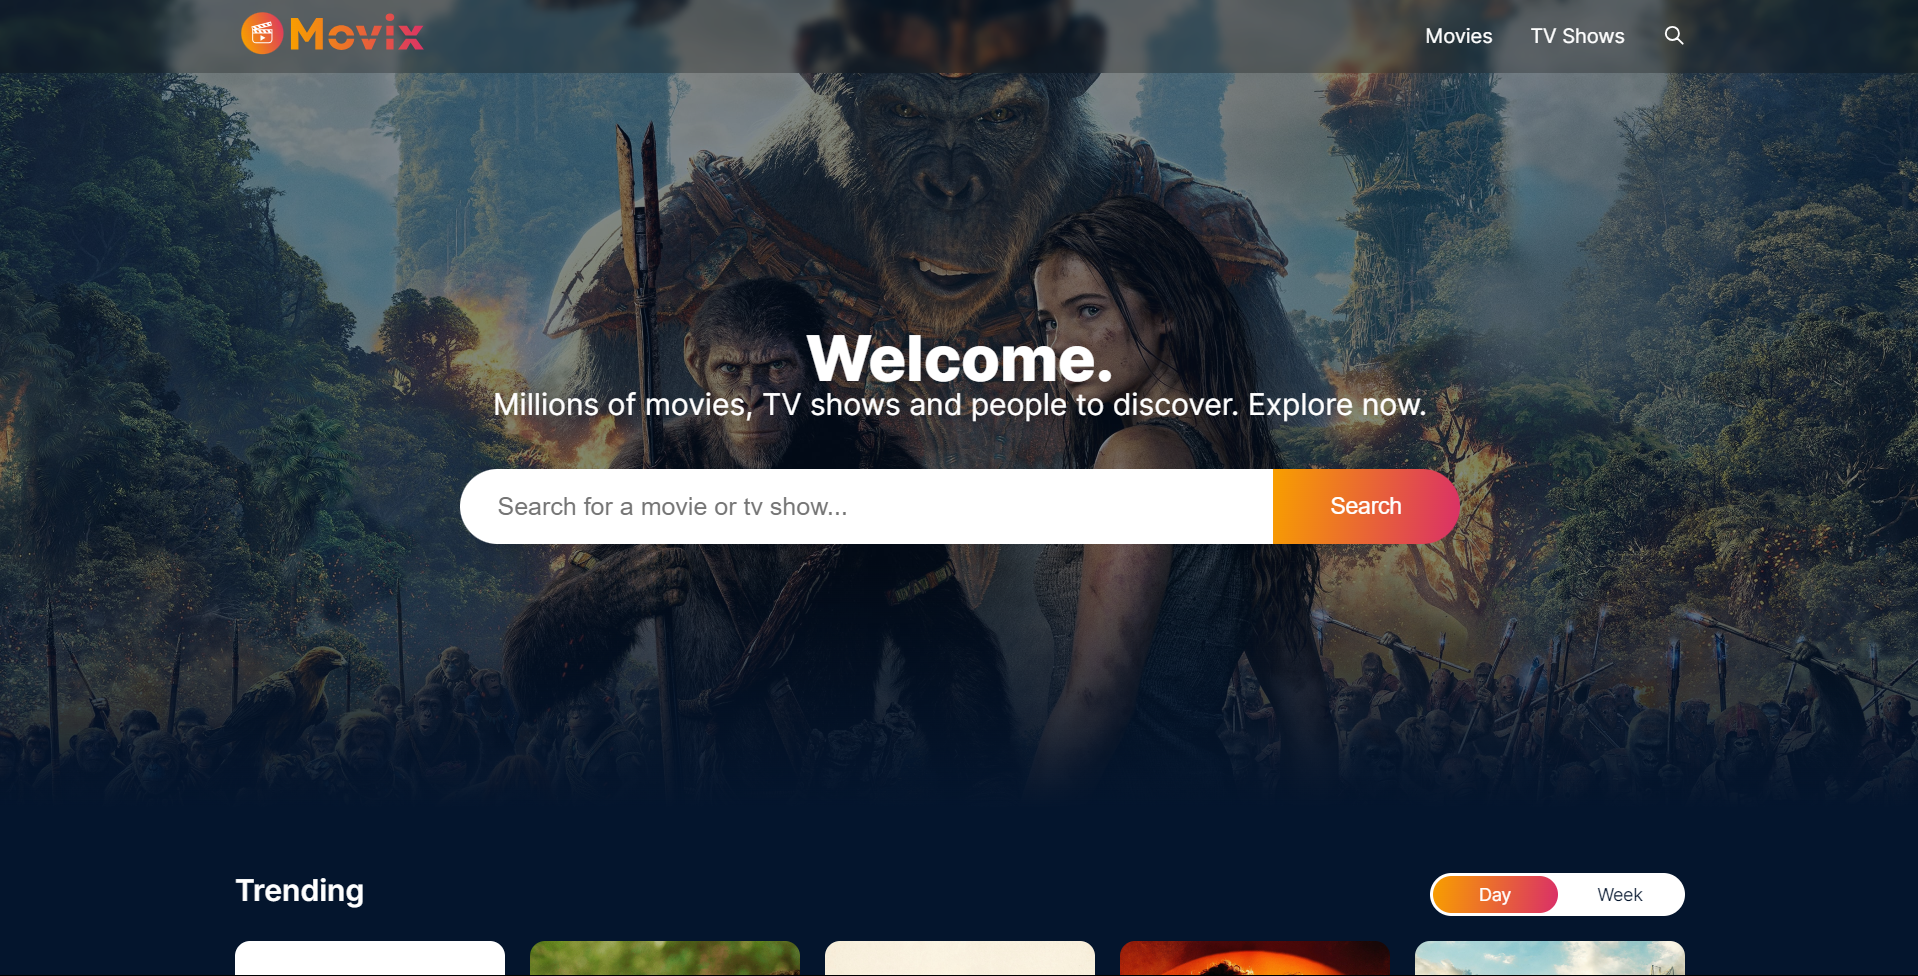 Movix
Movies
TV Shows
Welcome.
Millions of movies, TV shows and people to discover. Explore now.
Search for a movie or tv show...
Search
Trending
Day
Week